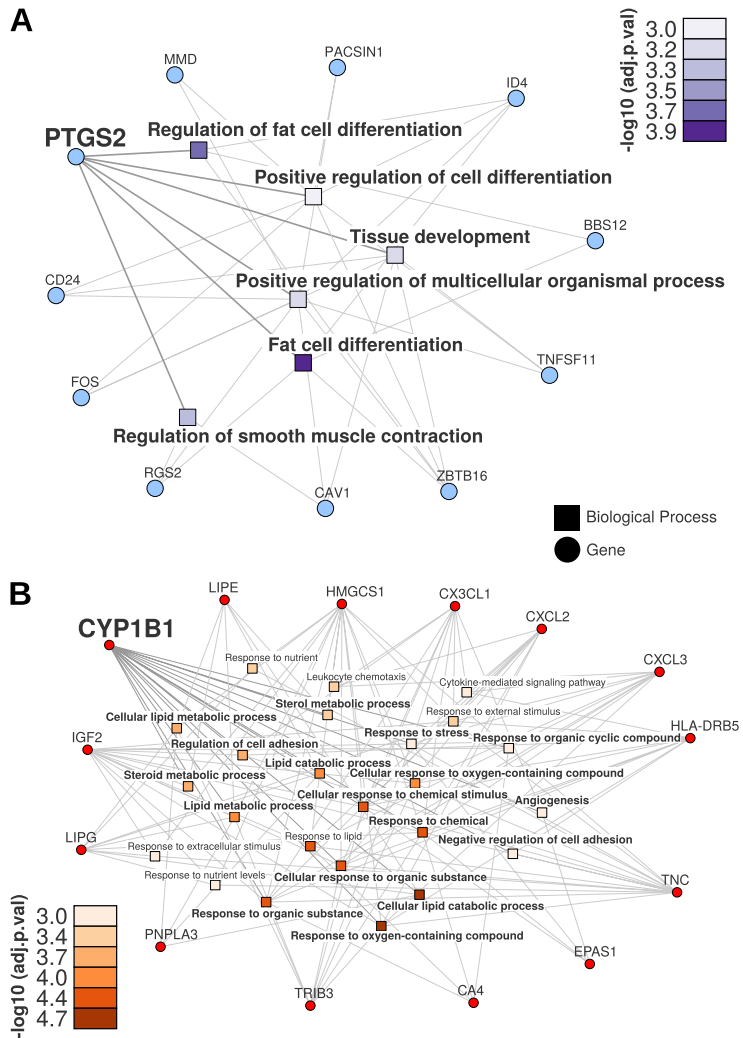 A
MMD
PACSIN1
ID4
-log10 (adj.p.val)
3.0
3.2
3.3
3.5
3.7
3.9
PTGS2
Regulation of fat cell differentiation
Positive regulation of cell differentiation
BBS12
Tissue development
CD24
Positive regulation of multicellular organismal process
Fat cell differentiation
TNFSF11
FOS
Regulation of smooth muscle contraction
RGS2
CAV1
ZBTB16
Biological Process
Gene
B
LIPE
HMGCS1
CX3CL1
CXCL2
CYP1B1
CXCL3
Response to nutrient
Leukocyte chemotaxis
Cytokine-mediated signaling pathway
Sterol metabolic process
Cellular lipid metabolic process
Response to external stimulus
HLA-DRB5
Response to stress
Response to organic cyclic compound
IGF2
Regulation of cell adhesion
Lipid catabolic process
Steroid metabolic process
Cellular response to oxygen-containing compound
Cellular response to chemical stimulus
Angiogenesis
Lipid metabolic process
Response to chemical
LIPG
Response to lipid
Negative regulation of cell adhesion
Response to extracellular stimulus
Response to nutrient levels
Cellular response to organic substance
TNC
Response to organic substance
Cellular lipid catabolic process
PNPLA3
Response to oxygen-containing compound
EPAS1
TRIB3
CA4
-log10 (adj.p.val)
3.0
3.4
3.7
4.0
4.4
4.7